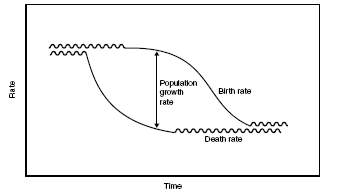 Population
growth
rate
Birth rate
Rate
Death rate
Time